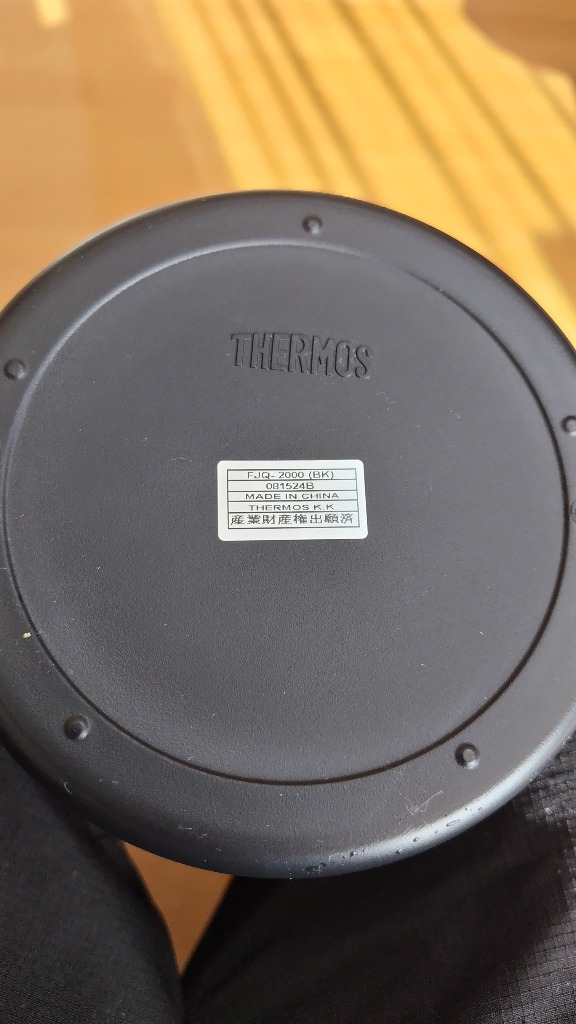 THERMOS
FJQ-2000 (BK)
081524B
MADE IN CHINA
THERMOS K.K
産業財産権出願済